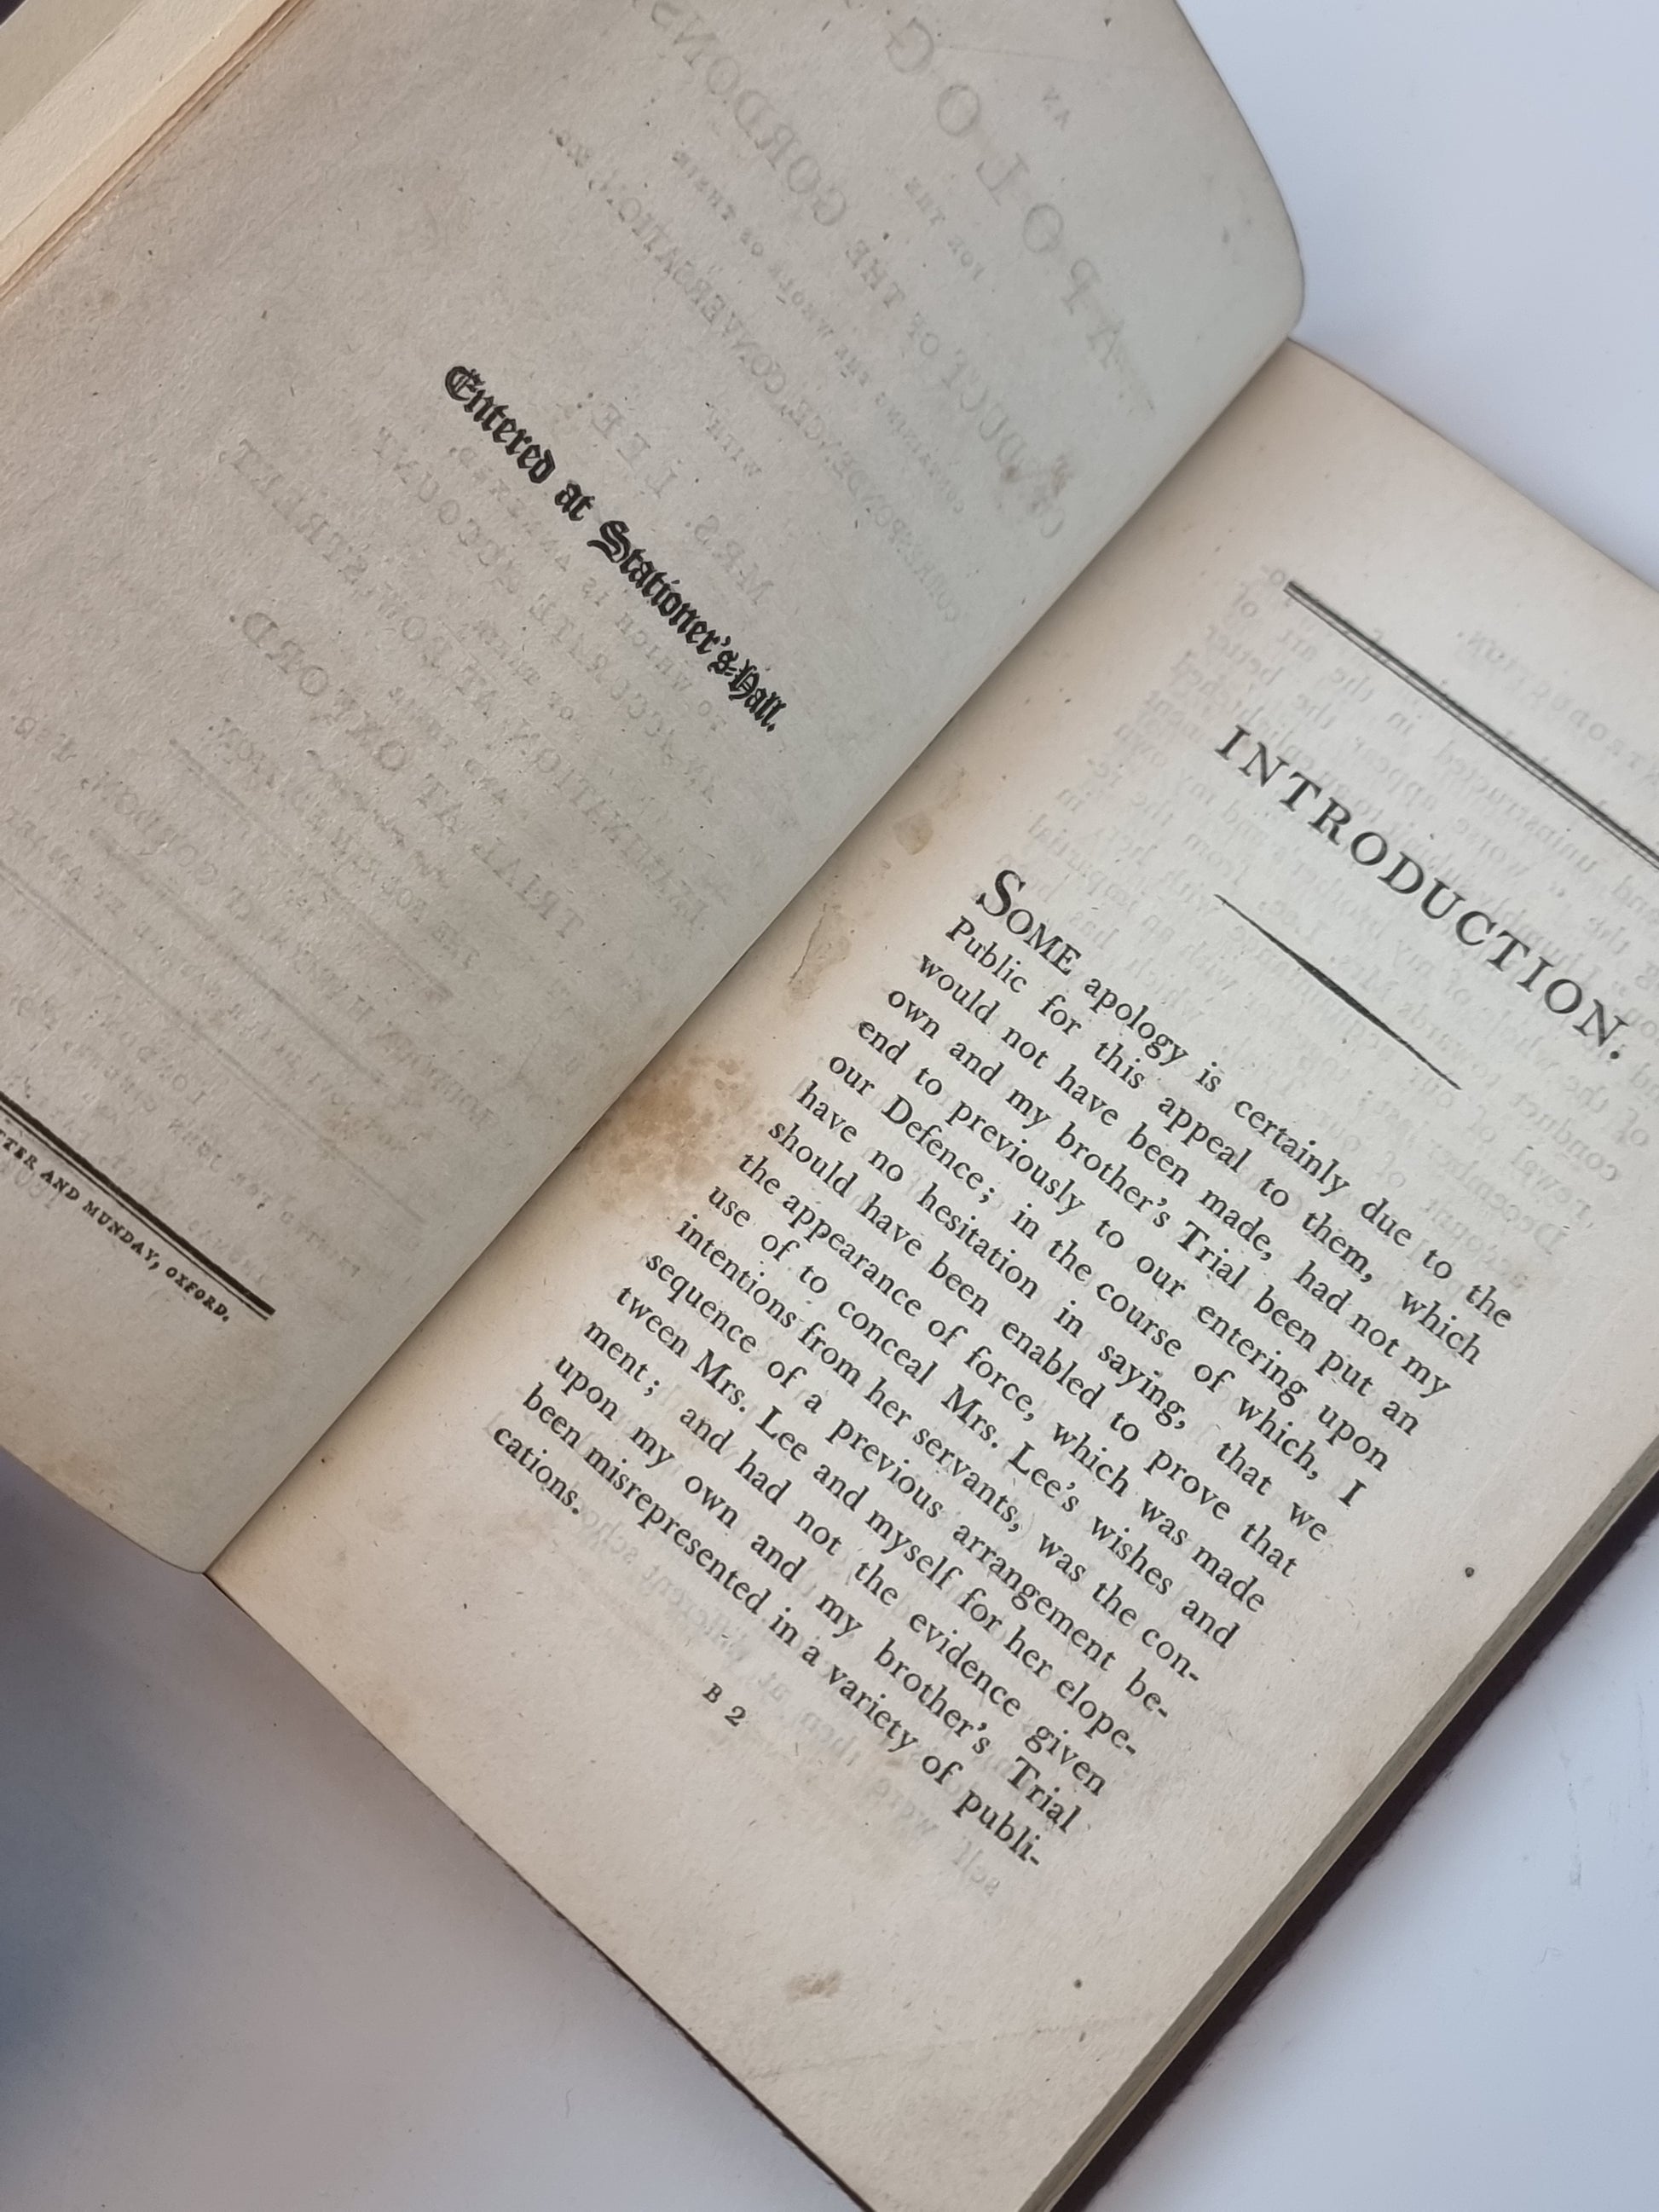 Entered at Stationer's-Hall.
TTER AND MUNDAY, OXFORD.
INTRODUCTION.
SOME apology is certainly due to the
Public for this appeal to them, which
would not have been made, had not my
own and my brother's Trial been put an
end to previously to our entering upon
our Defence; in the course of which, I
have no hesitation in saying, that we
should have been enabled to prove that
the appearance of force, which was made
use of to conceal Mrs. Lee's wishes and
intentions from her servants, was the con-
sequence of a previous arrangement be-
tween Mrs. Lee and myself for her elope-
ment; and had not the evidence given
upon my own and my brother's Trial
been misrepresented in a variety of publi-
cations.
B 2